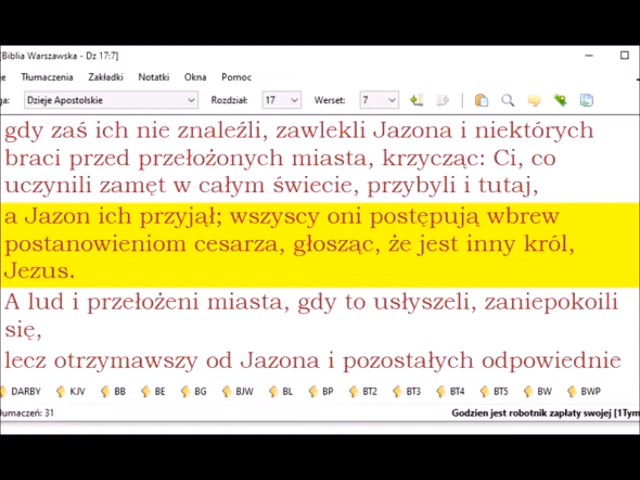 [Biblia Warszawska - Dz 17:7]
Tłumaczenia Zakładki Notatki Okna Pomoc
Dzieje Apostolskie Rozdział: 17 Werset: 7
gdy zaś ich nie znaleźli, zawlekli Jazona i niektórych
braci przed przełożonych miasta, krzycząc: Ci, co
uczynili zamęt w całym świecie, przybyli i tutaj,
a Jazon ich przyjął; wszyscy oni postępują wbrew
postanowieniom cesarza, głosząc, że jest inny król,
Jezus.
A lud i przełożeni miasta, gdy to usłyszeli, zaniepokoili
się,
lecz otrzymawszy od Jazona i pozostałych odpowiednie
DARBY KJV BB BE BG BJW BL BP BT2 BT3 BT4 BT5 BW BWP
łumaczeń: 31 Godzien jest robotnik zapłaty swojej [1Tym